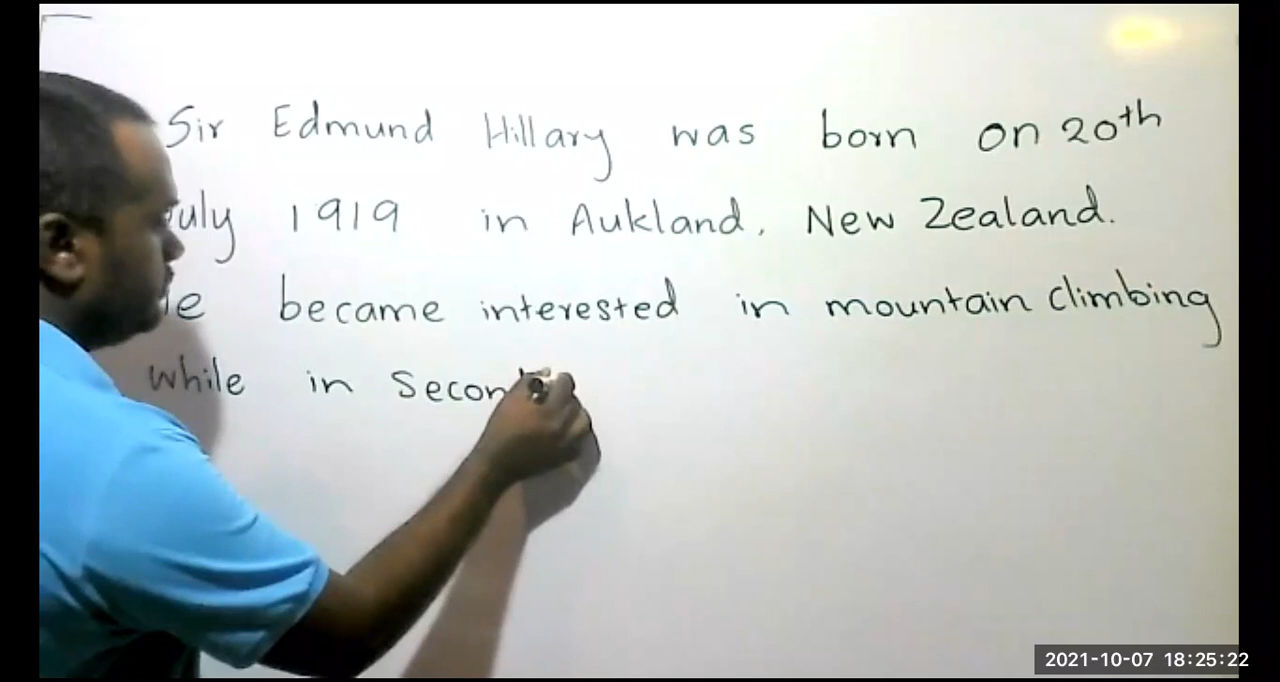 Sir Edmund Hillary was born on 20th
July 1919 in Aukland, New Zealand.
He became interested in mountain climbing
while in
2021-10-07 18:25:22